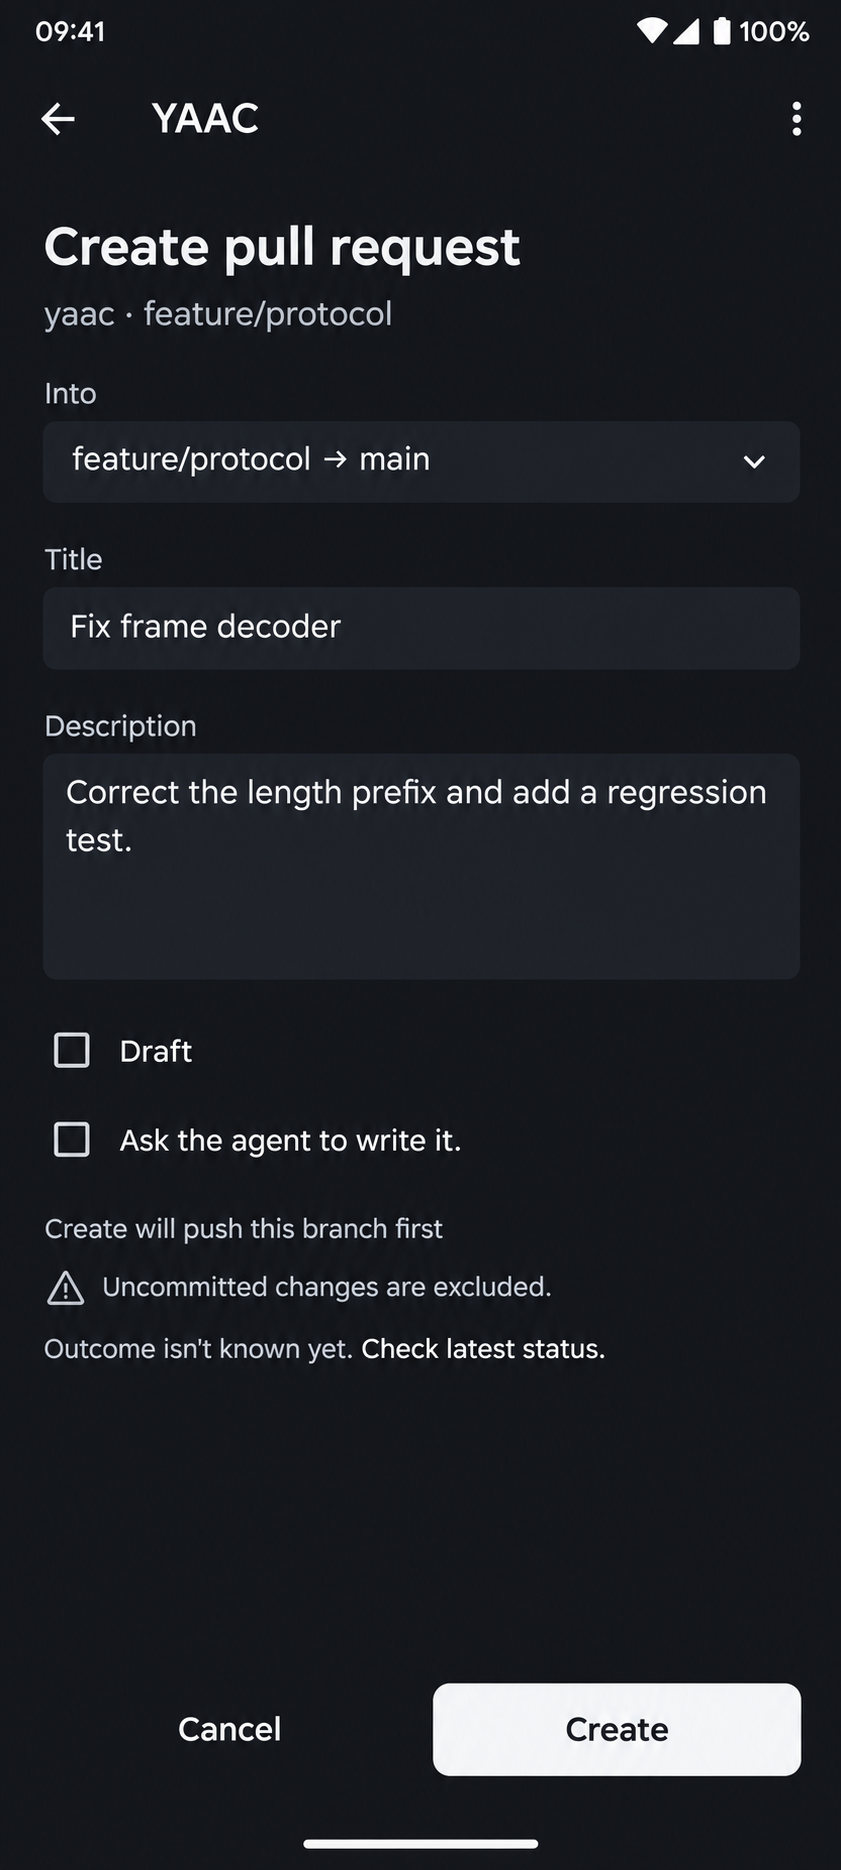 09:41
100%
YAAC
Create pull request
yaac · feature/protocol
Into
feature/protocol → main
Title
Fix frame decoder
Description
Correct the length prefix and add a regression
test.
Draft
Ask the agent to write it.
Create will push this branch first
Uncommitted changes are excluded.
Outcome isn't known yet. Check latest status.
Cancel
Create